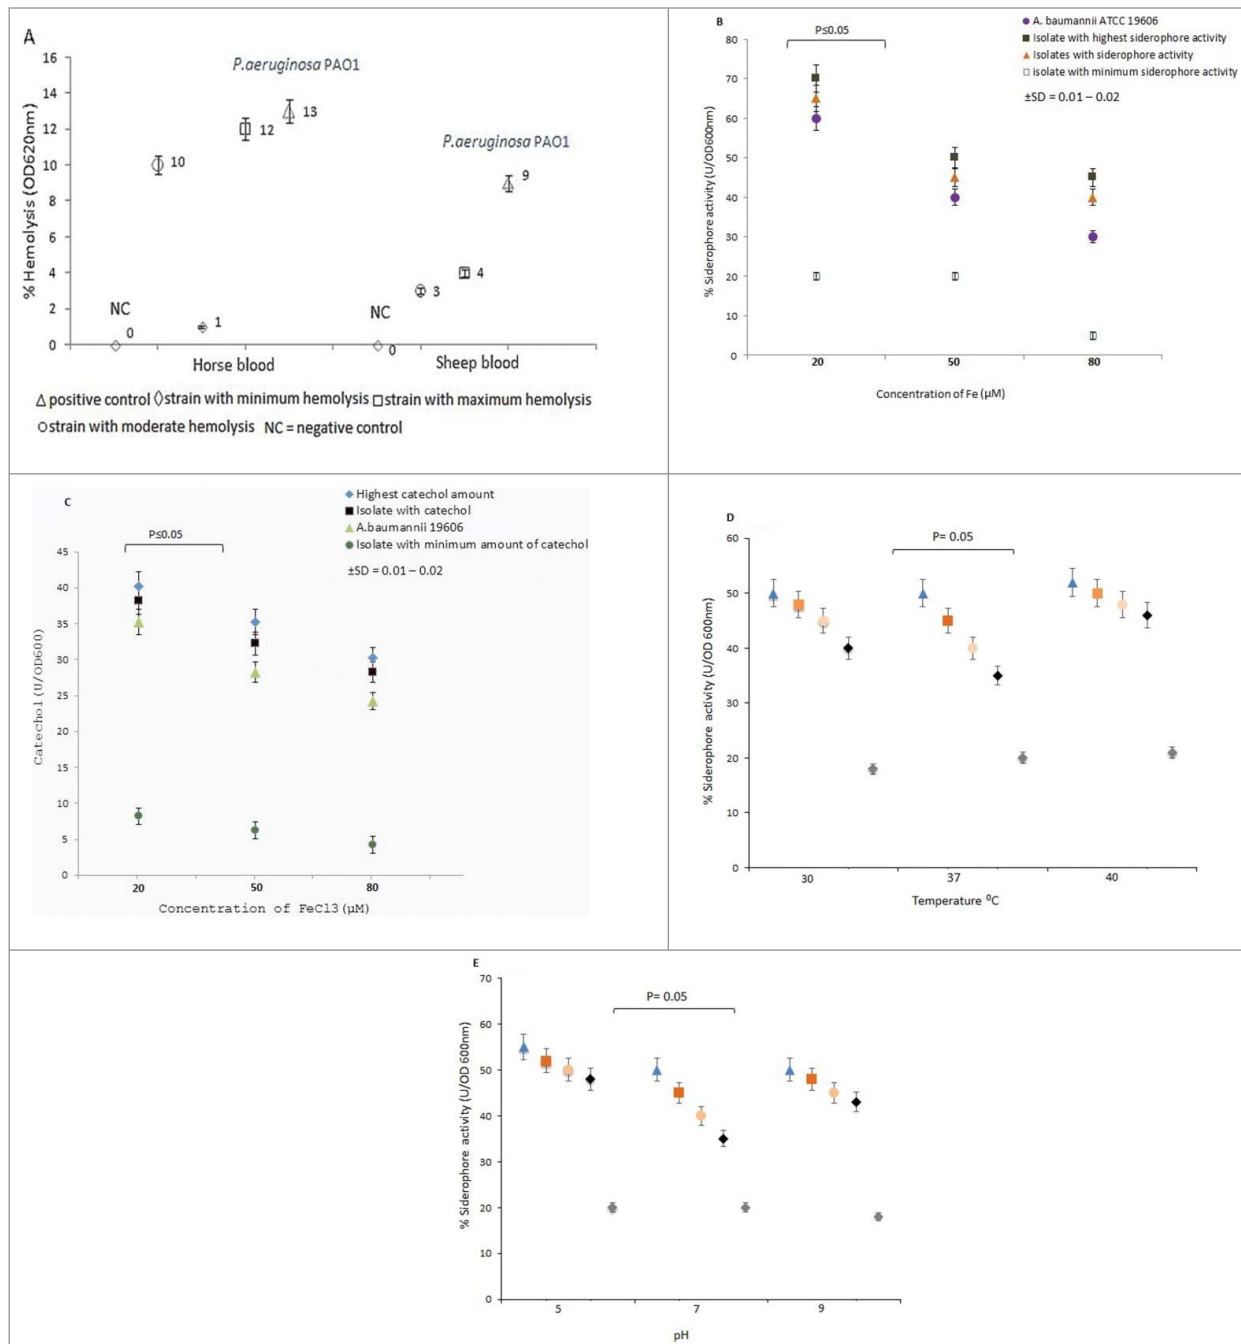 A
% Hemolysis (OD620nm)
16
14
12
10
8
6
4
2
0
P.aeruginosa PAO1
13
12
10
P.aeruginosa PAO1
9
4
3
NC
0
1
NC
0
Horse blood
Sheep blood
positive control strain with minimum hemolysis strain with maximum hemolysis
strain with moderate hemolysis NC = negative control
B
A. baumannii ATCC 19606
Isolate with highest siderophore activity
Isolates with siderophore activity
isolate with minimum siderophore activity
±SD = 0.01 – 0.02
P≤0.05
% Siderophore activity (U/OD600nm)
80
70
60
50
40
30
20
10
0
20 50 80
Concentration of Fe (µM)
C
Highest catechol amount
Isolate with catechol
A.baumannii 19606
Isolate with minimum amount of catechol
±SD = 0.01 – 0.02
P≤0.05
Catechol (U/OD600)
45
40
35
30
25
20
15
10
5
0
20 50 80
Concentration of FeCl3 (µM)
D
P= 0.05
% Siderophore activity (U/OD 600nm)
60
50
40
30
20
10
0
30 37 40
Temperature ⁰C
E
P= 0.05
% Siderophore activity (U/OD 600nm)
70
60
50
40
30
20
10
0
5 7 9
pH